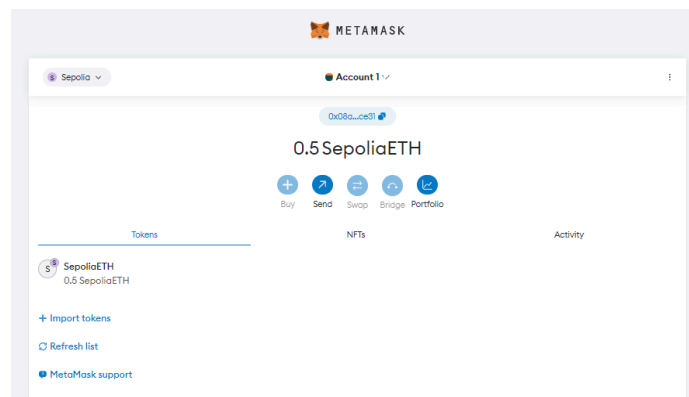 METAMASK
S Sepolia
Account 1
0x08a...ce31
0.5 SepoliaETH
Buy Send Swap Bridge Portfolio
Tokens NFTs Activity
S S SepoliaETH
0.5 SepoliaETH
+ Import tokens
Refresh list
MetaMask support